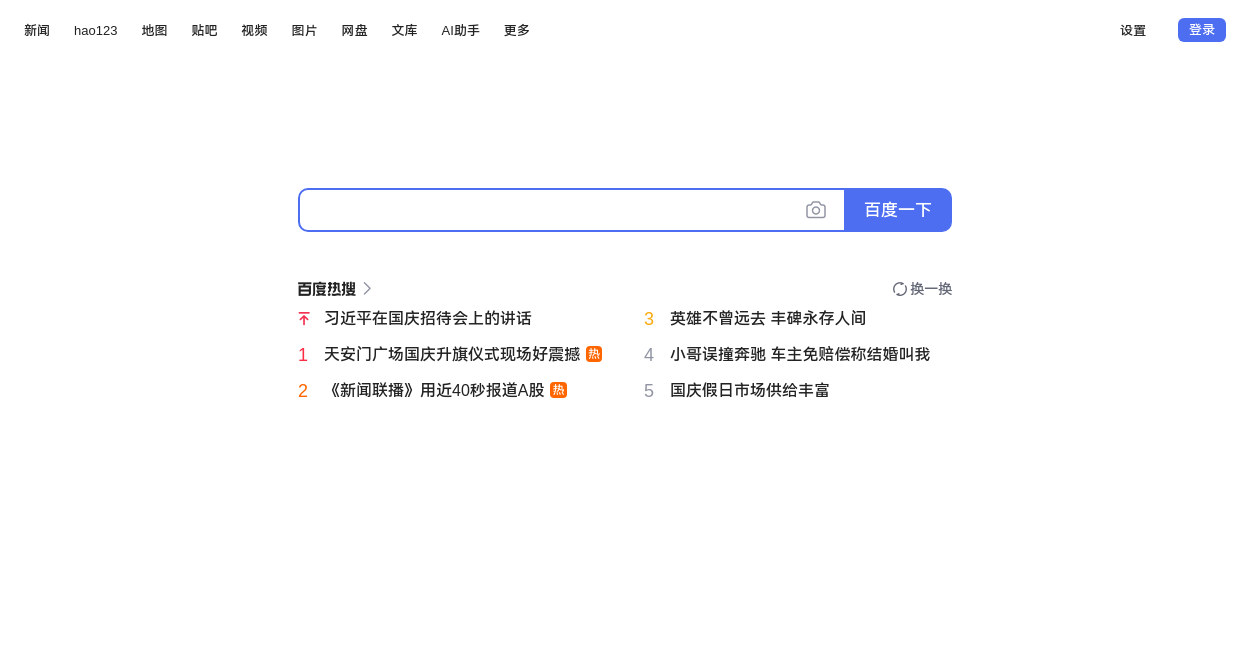 新闻 hao123 地图 贴吧 视频 图片 网盘 文库 AI助手 更多 设置 登录
百度一下
百度热搜 换一换
习近平在国庆招待会上的讲话
1 天安门广场国庆升旗仪式现场好震撼 热
2 《新闻联播》用近40秒报道A股 热
3 英雄不曾远去 丰碑永存人间
4 小哥误撞奔驰 车主免赔偿称结婚叫我
5 国庆假日市场供给丰富